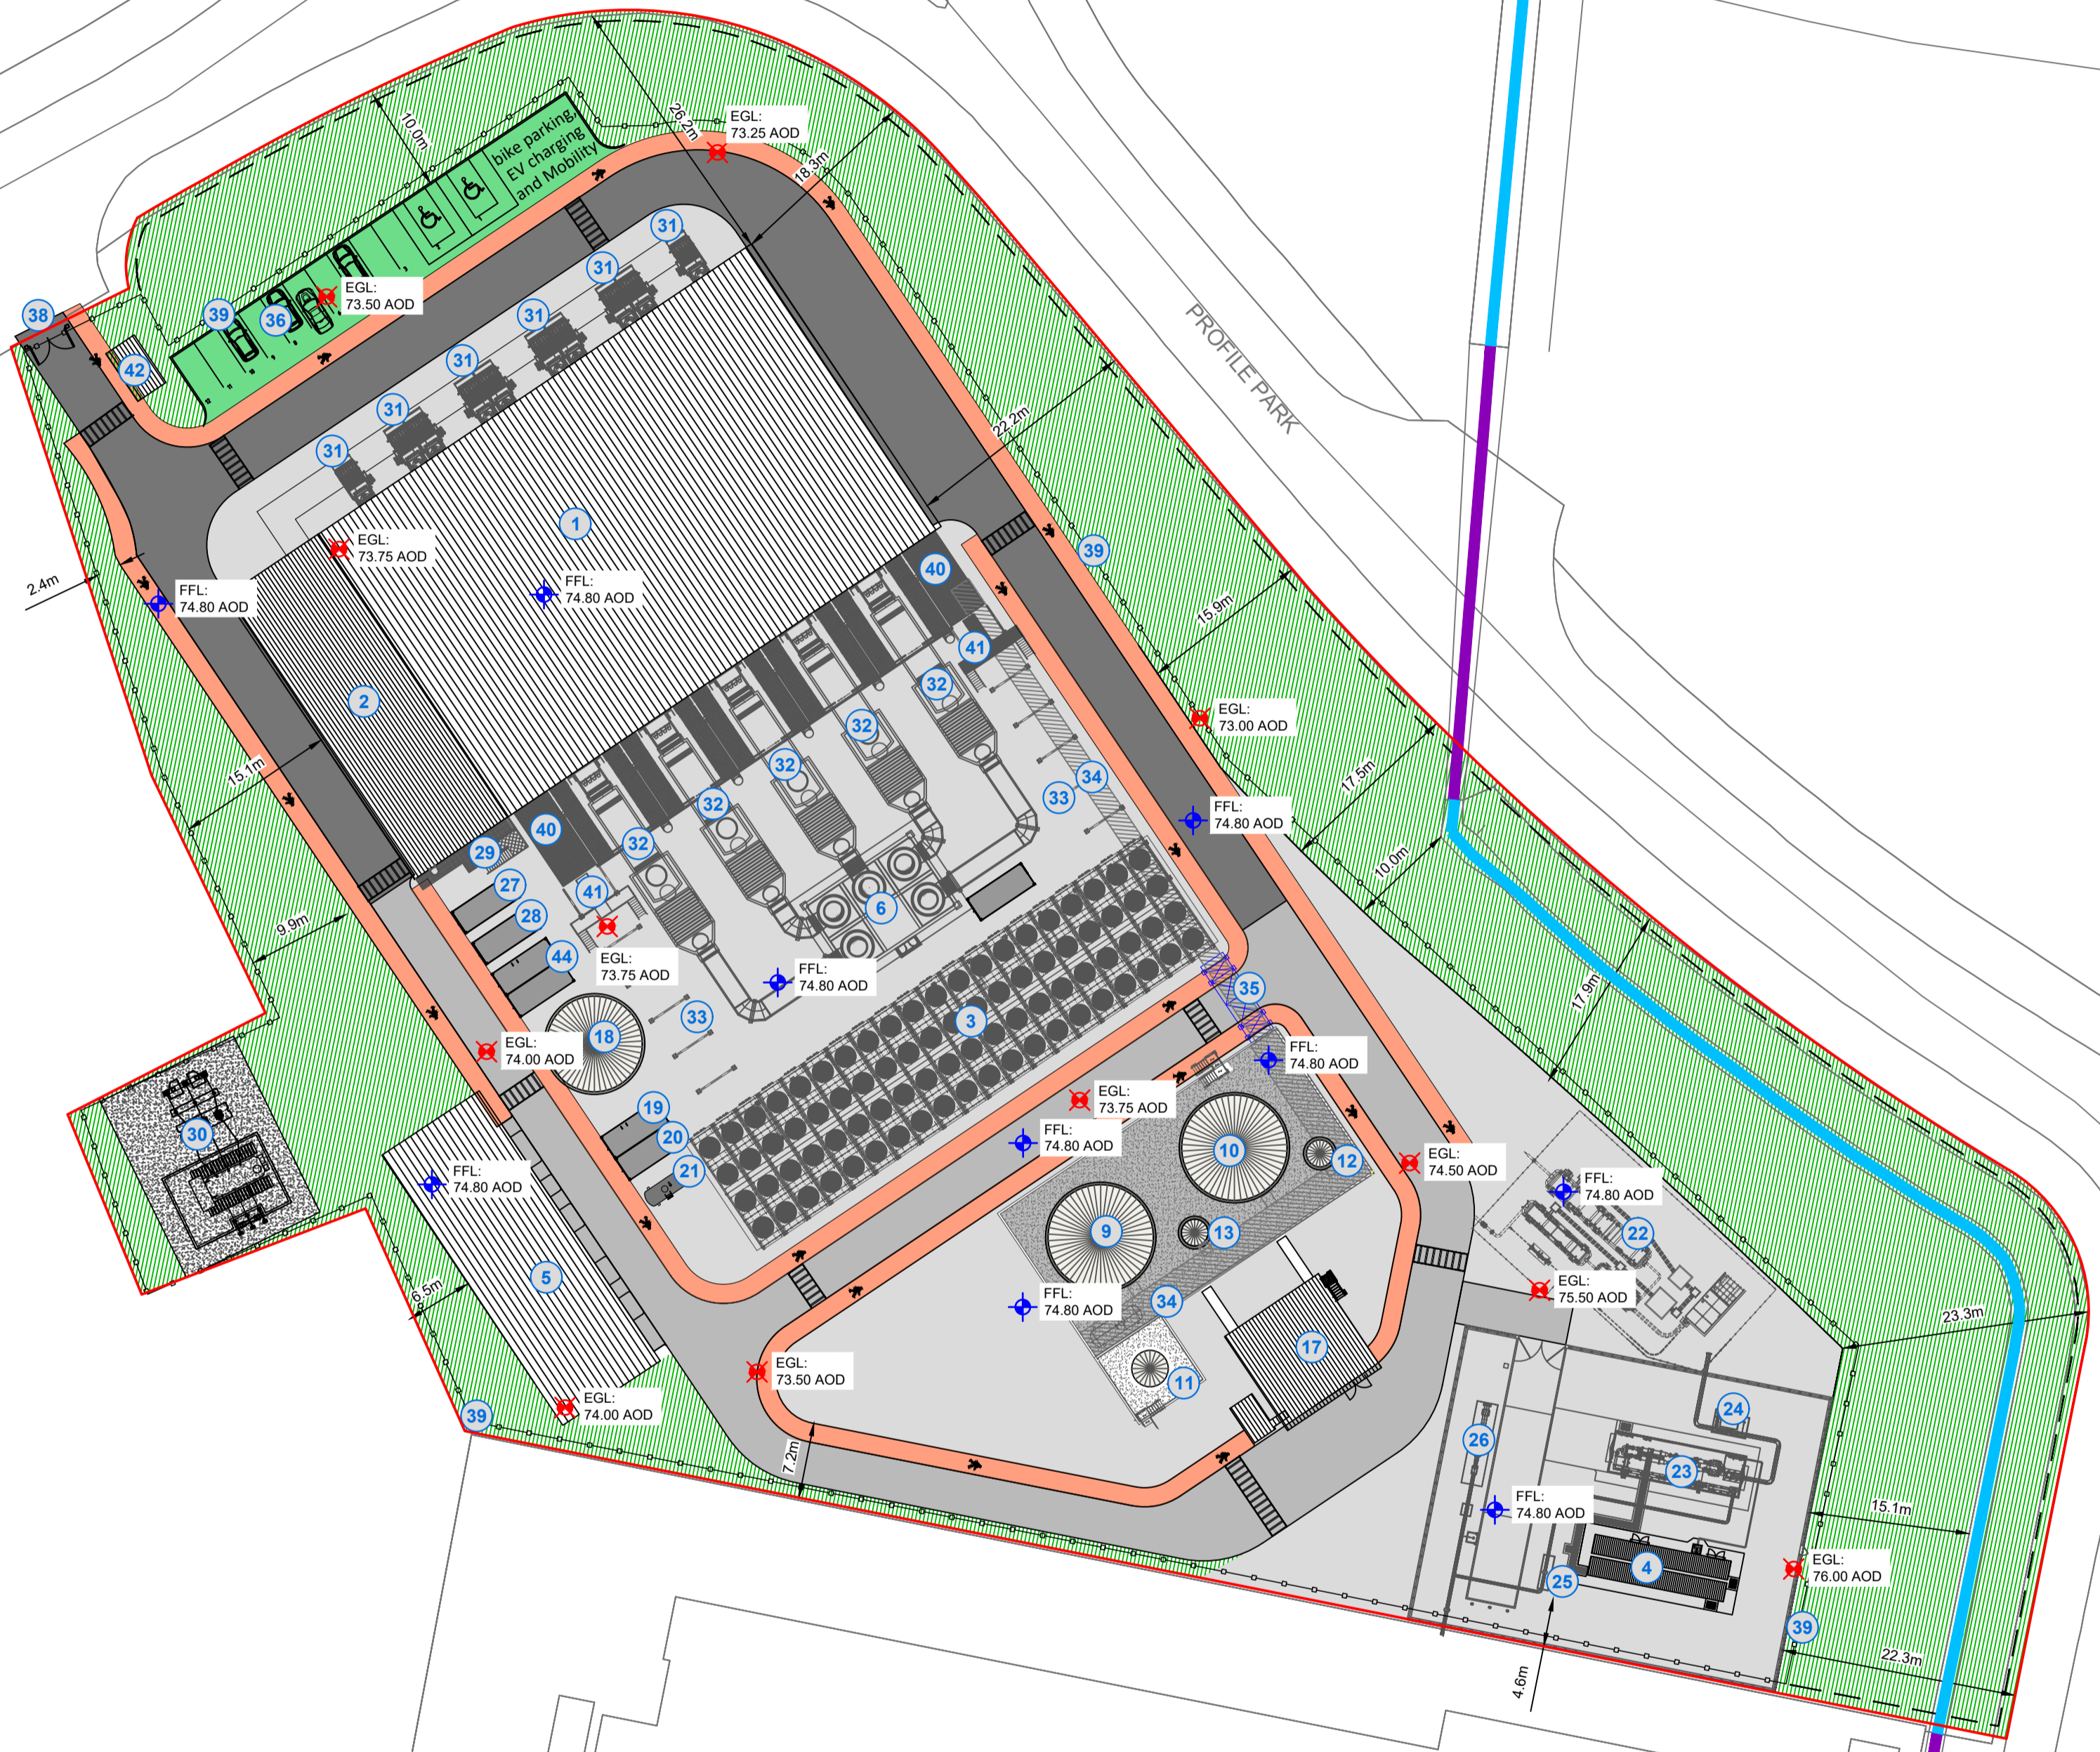 26.2m
EGL:
73.25 AOD
10.0m
bike parking,
EV charging
and Mobility
18.3m
31
31
EGL:
73.50 AOD
38
39
36
31
PROFILE PARK
42
31
31
31
22.2m
1
EGL:
73.75 AOD
39
40
2.4m
FFL:
74.80 AOD
FFL:
74.80 AOD
15.9m
41
32
2
EGL:
73.00 AOD
32
15.1m
32
17.5m
34
33
32
FFL:
74.80 AOD
40
32
29
10.0m
27
41
6
28
9.9m
44
EGL:
73.75 AOD
FFL:
74.80 AOD
35
17.9m
33
3
18
EGL:
74.00 AOD
FFL:
74.80 AOD
EGL:
73.75 AOD
19
30
20
FFL:
74.80 AOD
10
12
EGL:
74.50 AOD
21
FFL:
74.80 AOD
FFL:
74.80 AOD
9
13
22
5
6.5m
EGL:
75.50 AOD
34
FFL:
74.80 AOD
23.3m
17
EGL:
73.50 AOD
11
EGL:
74.00 AOD
39
24
26
7.2m
23
FFL:
74.80 AOD
15.1m
4
25
EGL:
76.00 AOD
39
22.3m
4.6m